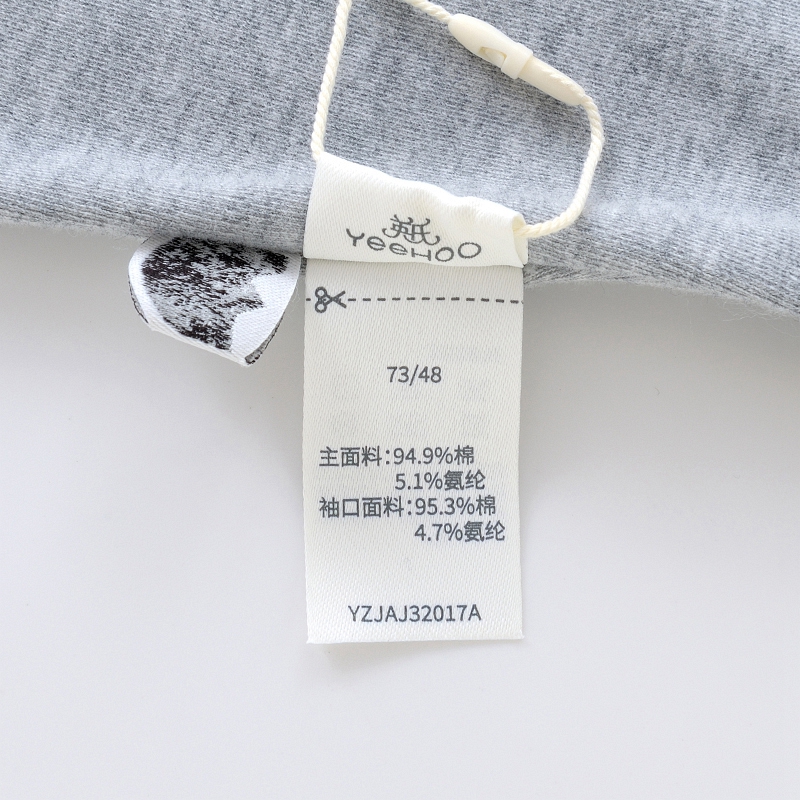 英氏
YeeHOO
73/48
主面料:94.9%棉
5.1%氨纶
袖口面料:95.3%棉
4.7%氨纶
YZJAJ32017A